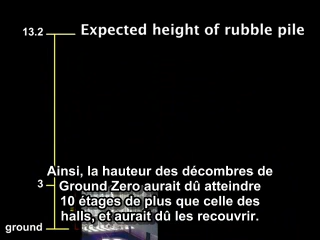 13.2
Expected height of rubble pile
Ainsi, la hauteur des décombres de
3
Ground Zero aurait dû atteindre
10 étages de plus que celle des
halls, et aurait dû les recouvrir.
ground